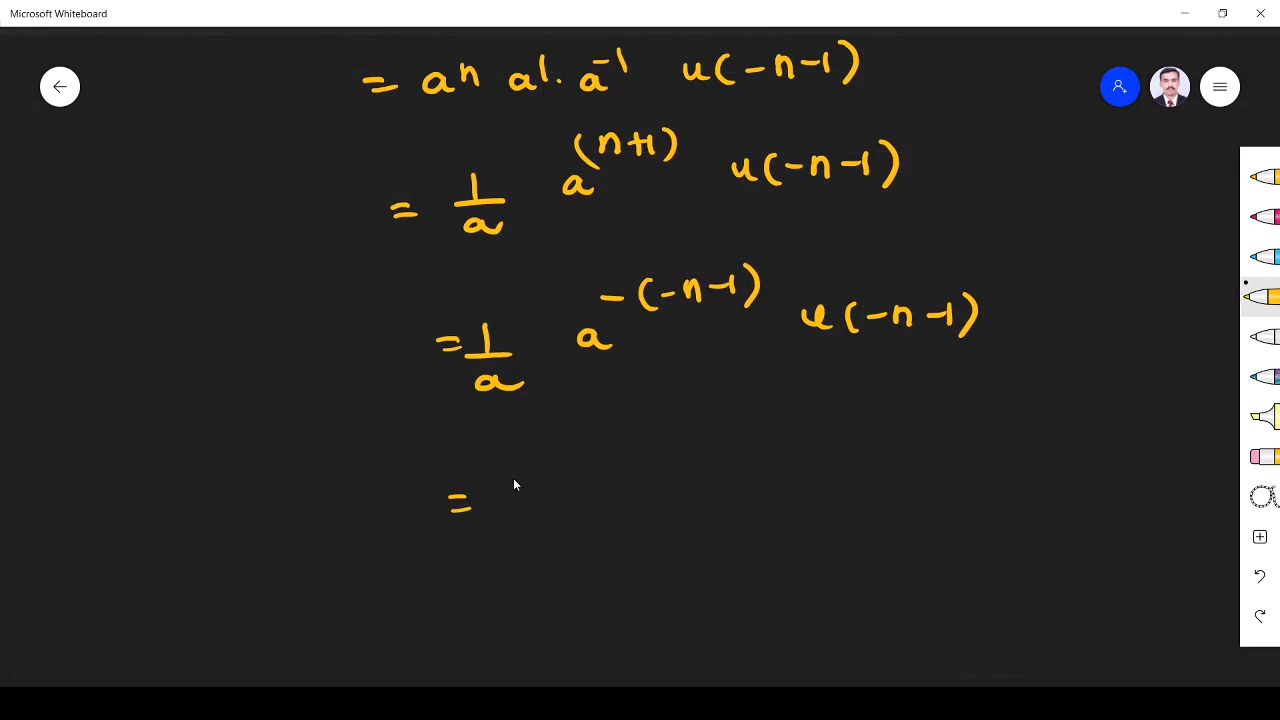 Microsoft Whiteboard
= aⁿ a¹· a⁻¹ u(-n-1)
= 1/a a^(n+1) u(-n-1)
= 1/a a^-(-n-1) u(-n-1)
=